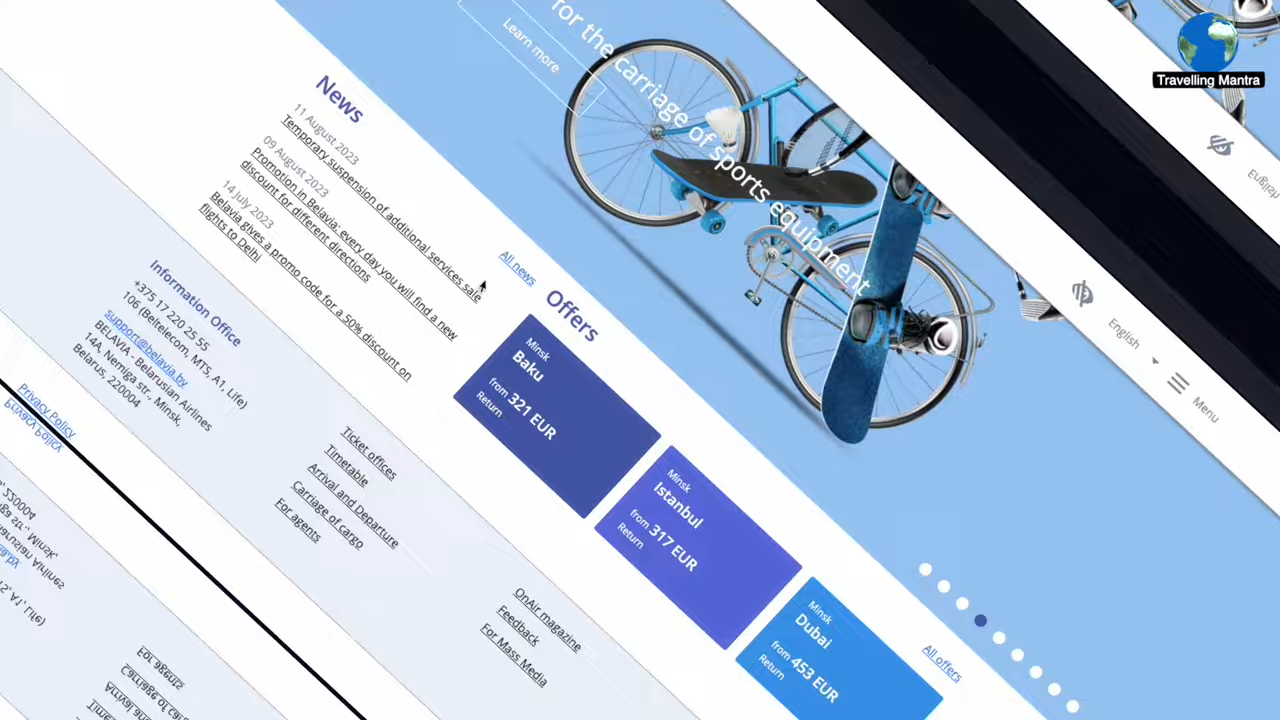 Travelling Mantra
English
Menu
for the carriage of sports equipment
Learn more
News
11 August 2023
Temporary suspension of additional services sale
09 August 2023
Promotion in Belavia: every day you will find a new
discount for different directions
14 July 2023
Belavia gives a promo code for a 50% discount on
flights to Delhi
All news
Offers
Minsk
Baku
from 321 EUR
Return
Minsk
Istanbul
from 317 EUR
Return
Minsk
Dubai
from 453 EUR
Return
All offers
Information Office
+375 17 220 25 55
106 (Beltelecom, MTS, A1, Life)
support@belavia.by
BELAVIA - Belarusian Airlines
14A, Nemiga str., Minsk,
Belarus, 220004
Ticket offices
Timetable
Arrival and Departure
Carriage of cargo
For agents
OnAir magazine
Feedback
For Mass Media
Privacy Policy